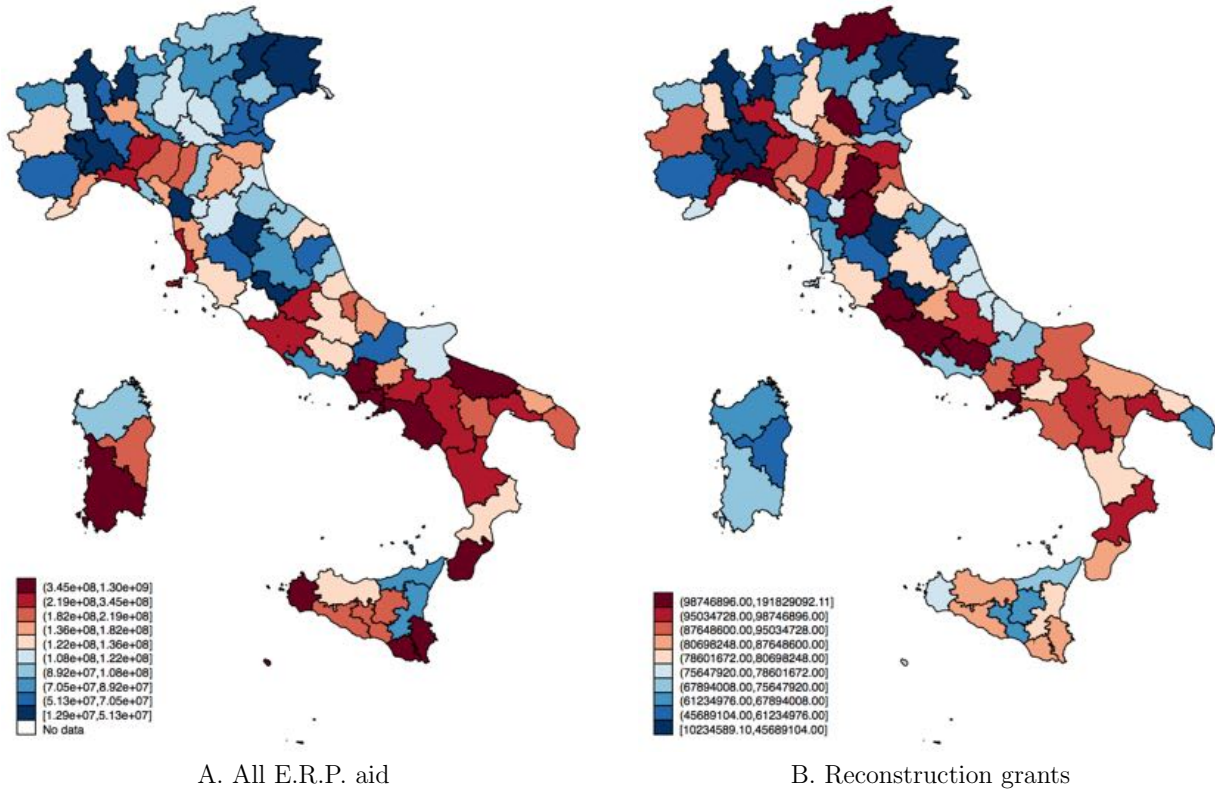 (3.45e+08,1.30e+09]
(2.19e+08,3.45e+08]
(1.82e+08,2.19e+08]
(1.36e+08,1.82e+08]
(1.22e+08,1.36e+08]
(1.08e+08,1.22e+08]
(8.92e+07,1.08e+08]
(7.05e+07,8.92e+07]
(5.13e+07,7.05e+07]
[1.29e+07,5.13e+07]
No data
A. All E.R.P. aid
(98746896.00,191829092.11]
(95034728.00,98746896.00]
(87648600.00,95034728.00]
(80698248.00,87648600.00]
(78601672.00,80698248.00]
(75647920.00,78601672.00]
(67894008.00,75647920.00]
(61234976.00,67894008.00]
(45689104.00,61234976.00]
[10234589.10,45689104.00]
B. Reconstruction grants